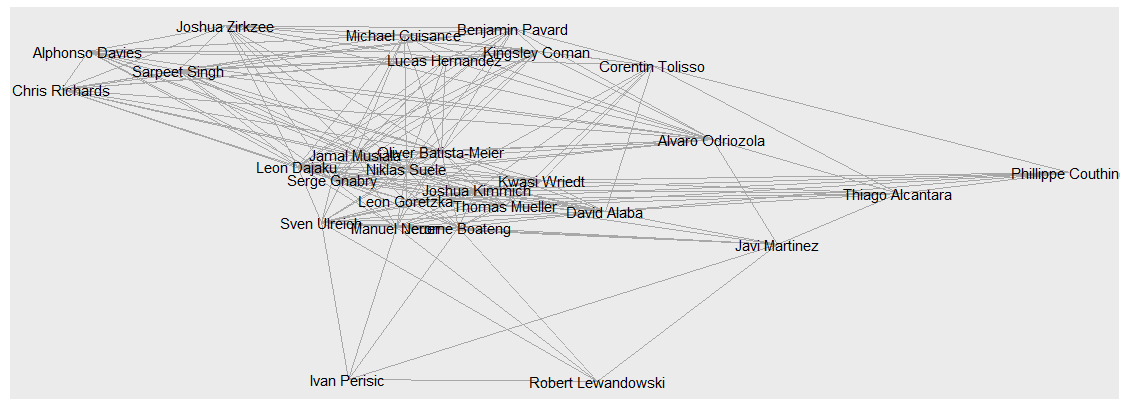 Joshua Zirkzee
Benjamin Pavard
Michael Cuisance
Alphonso Davies
Kingsley Coman
Lucas Hernandez
Corentin Tolisso
Sarpeet Singh
Chris Richards
Alvaro Odriozola
Oliver Batista-Meier
Jamal Musiala
Leon Dajaku
Niklas Suele
Phillippe Couthin
Serge Gnabry
Kwasi Wriedt
Joshua Kimmich
Thiago Alcantara
Leon Goretzka
Thomas Mueller
David Alaba
Sven Ulreich
Manuel Neuer
Jerome Boateng
Javi Martinez
Ivan Perisic
Robert Lewandowski